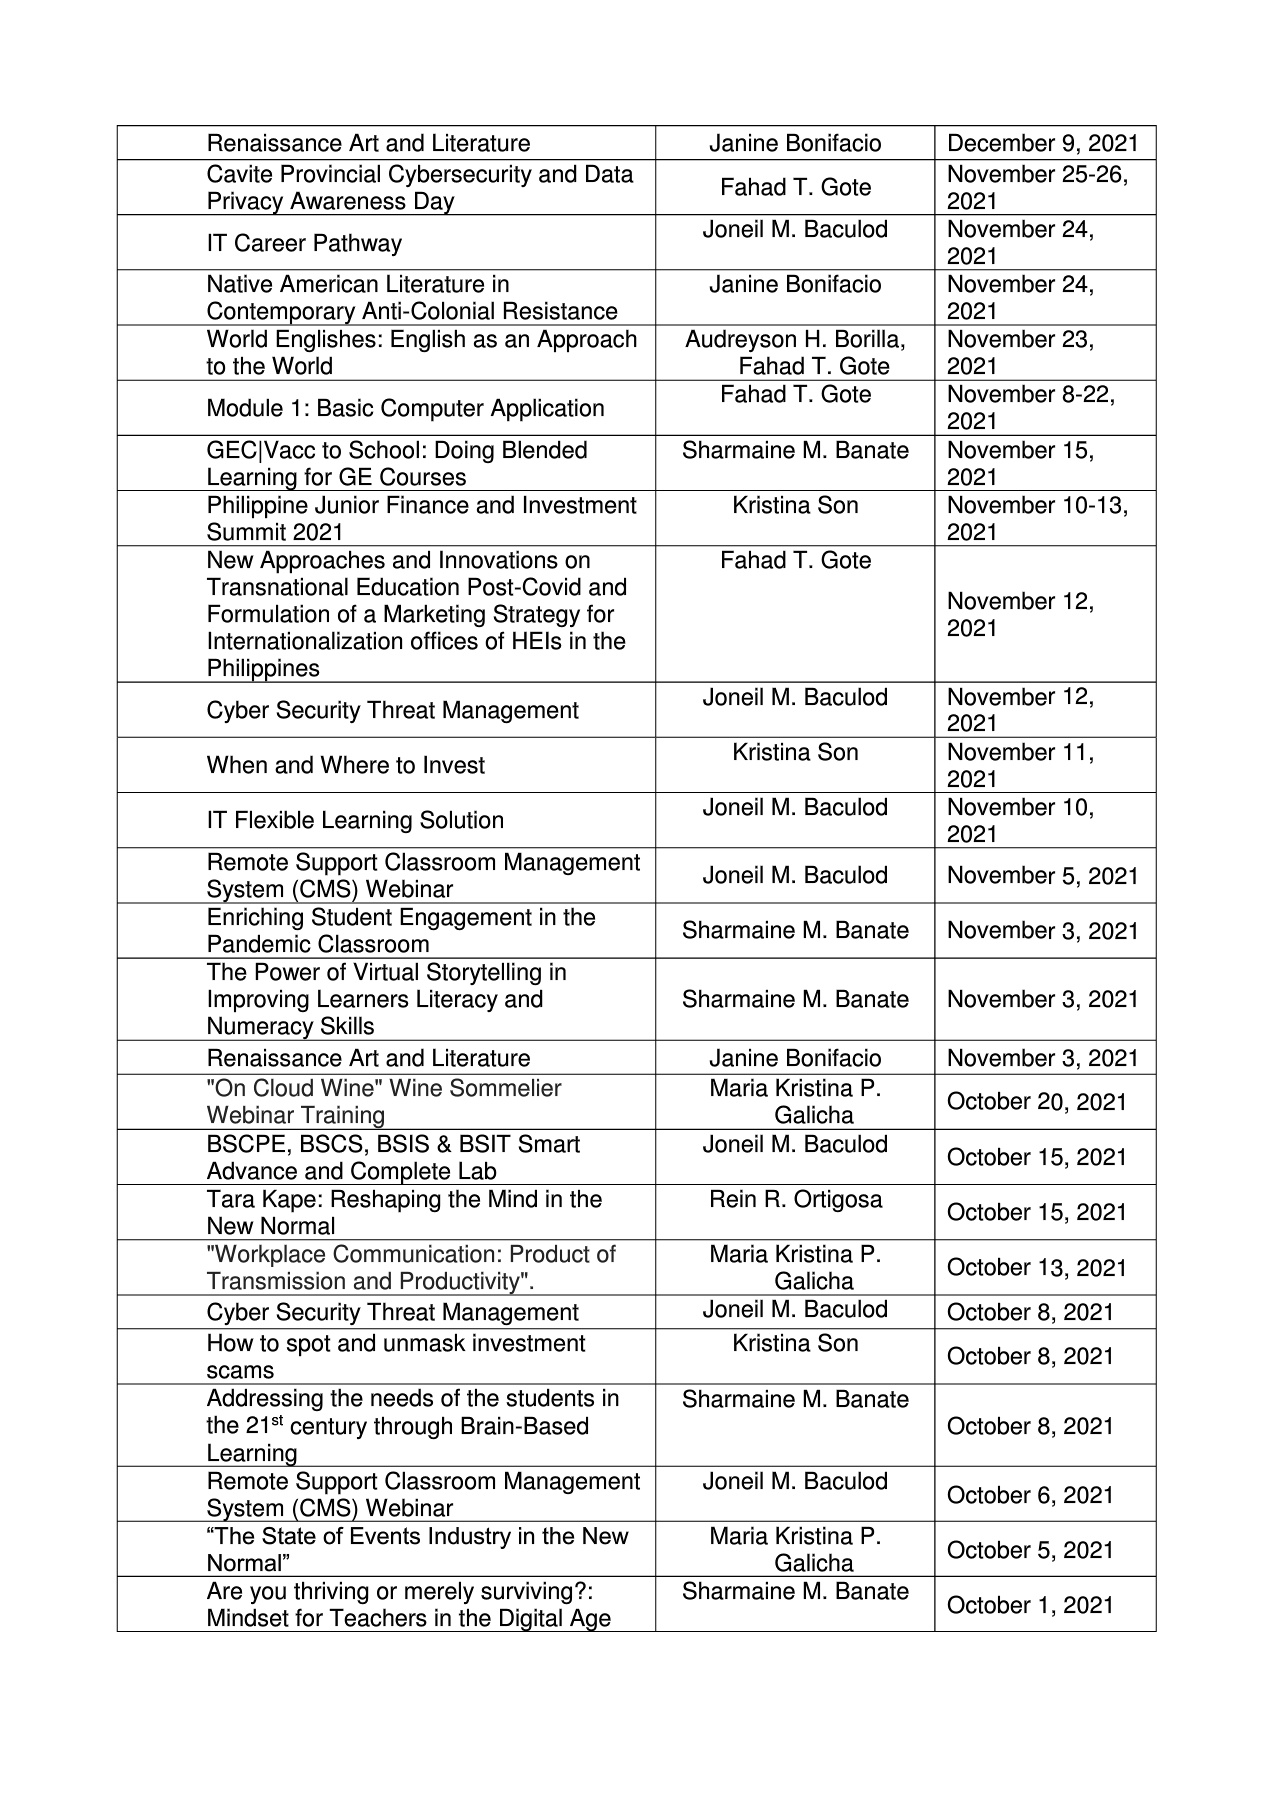 Renaissance Art and Literature Janine Bonifacio December 9, 2021
Cavite Provincial Cybersecurity and Data
Privacy Awareness Day
Fahad T. Gote
November 25-26,
2021
IT Career Pathway
Joneil M. Baculod
November 24,
2021
Native American Literature in
Contemporary Anti-Colonial Resistance
Janine Bonifacio
November 24,
2021
World Englishes: English as an Approach
to the World
Audreyson H. Borilla,
Fahad T. Gote
November 23,
2021
Module 1: Basic Computer Application
Fahad T. Gote
November 8-22,
2021
GEC|Vacc to School: Doing Blended
Learning for GE Courses
Sharmaine M. Banate
November 15,
2021
Philippine Junior Finance and Investment
Summit 2021
Kristina Son
November 10-13,
2021
New Approaches and Innovations on
Transnational Education Post-Covid and
Formulation of a Marketing Strategy for
Internationalization offices of HEIs in the
Philippines
Fahad T. Gote
November 12,
2021
Cyber Security Threat Management
Joneil M. Baculod
November 12,
2021
When and Where to Invest
Kristina Son
November 11,
2021
IT Flexible Learning Solution
Joneil M. Baculod
November 10,
2021
Remote Support Classroom Management
System (CMS) Webinar
Joneil M. Baculod
November 5, 2021
Enriching Student Engagement in the
Pandemic Classroom
Sharmaine M. Banate
November 3, 2021
The Power of Virtual Storytelling in
Improving Learners Literacy and
Numeracy Skills
Sharmaine M. Banate
November 3, 2021
Renaissance Art and Literature Janine Bonifacio November 3, 2021
"On Cloud Wine" Wine Sommelier
Webinar Training
Maria Kristina P.
Galicha
October 20, 2021
BSCPE, BSCS, BSIS & BSIT Smart
Advance and Complete Lab
Joneil M. Baculod
October 15, 2021
Tara Kape: Reshaping the Mind in the
New Normal
Rein R. Ortigosa
October 15, 2021
"Workplace Communication: Product of
Transmission and Productivity".
Maria Kristina P.
Galicha
October 13, 2021
Cyber Security Threat Management Joneil M. Baculod October 8, 2021
How to spot and unmask investment
scams
Kristina Son
October 8, 2021
Addressing the needs of the students in
the 21st century through Brain-Based
Learning
Sharmaine M. Banate
October 8, 2021
Remote Support Classroom Management
System (CMS) Webinar
Joneil M. Baculod
October 6, 2021
“The State of Events Industry in the New
Normal”
Maria Kristina P.
Galicha
October 5, 2021
Are you thriving or merely surviving?:
Mindset for Teachers in the Digital Age
Sharmaine M. Banate
October 1, 2021